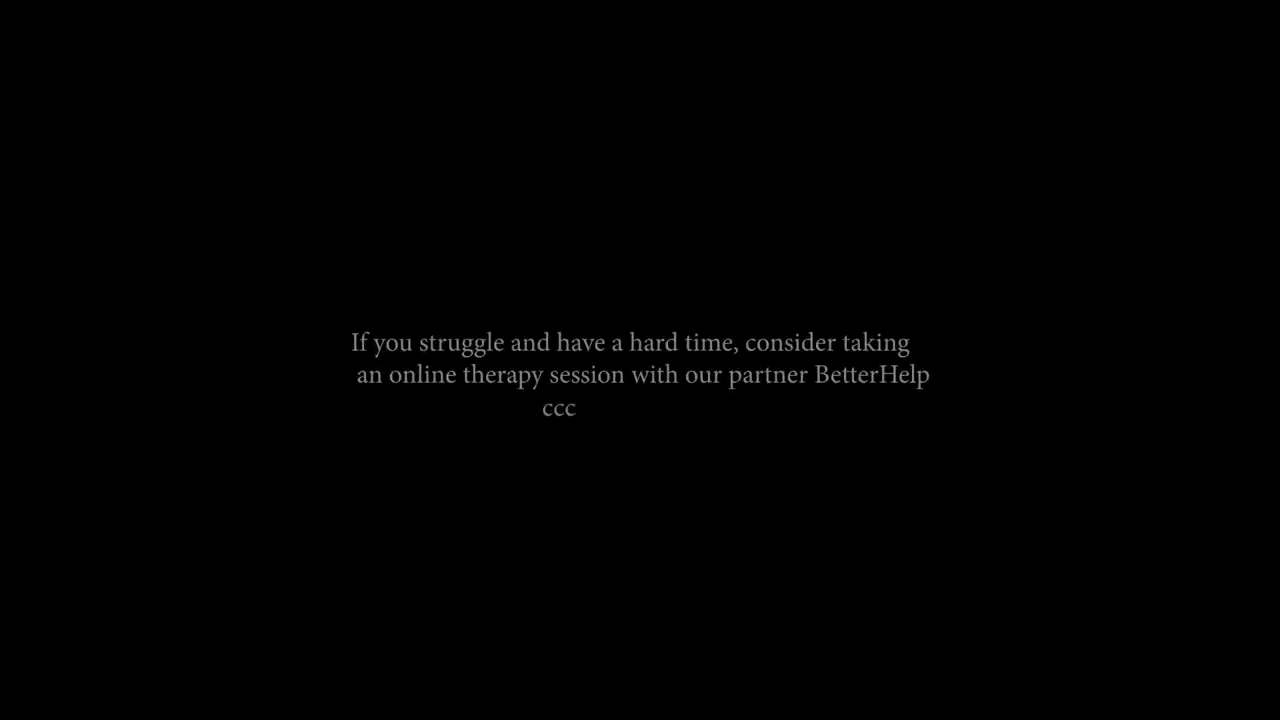 If you struggle and have a hard time, consider taking
an online therapy session with our partner BetterHelp
ccc